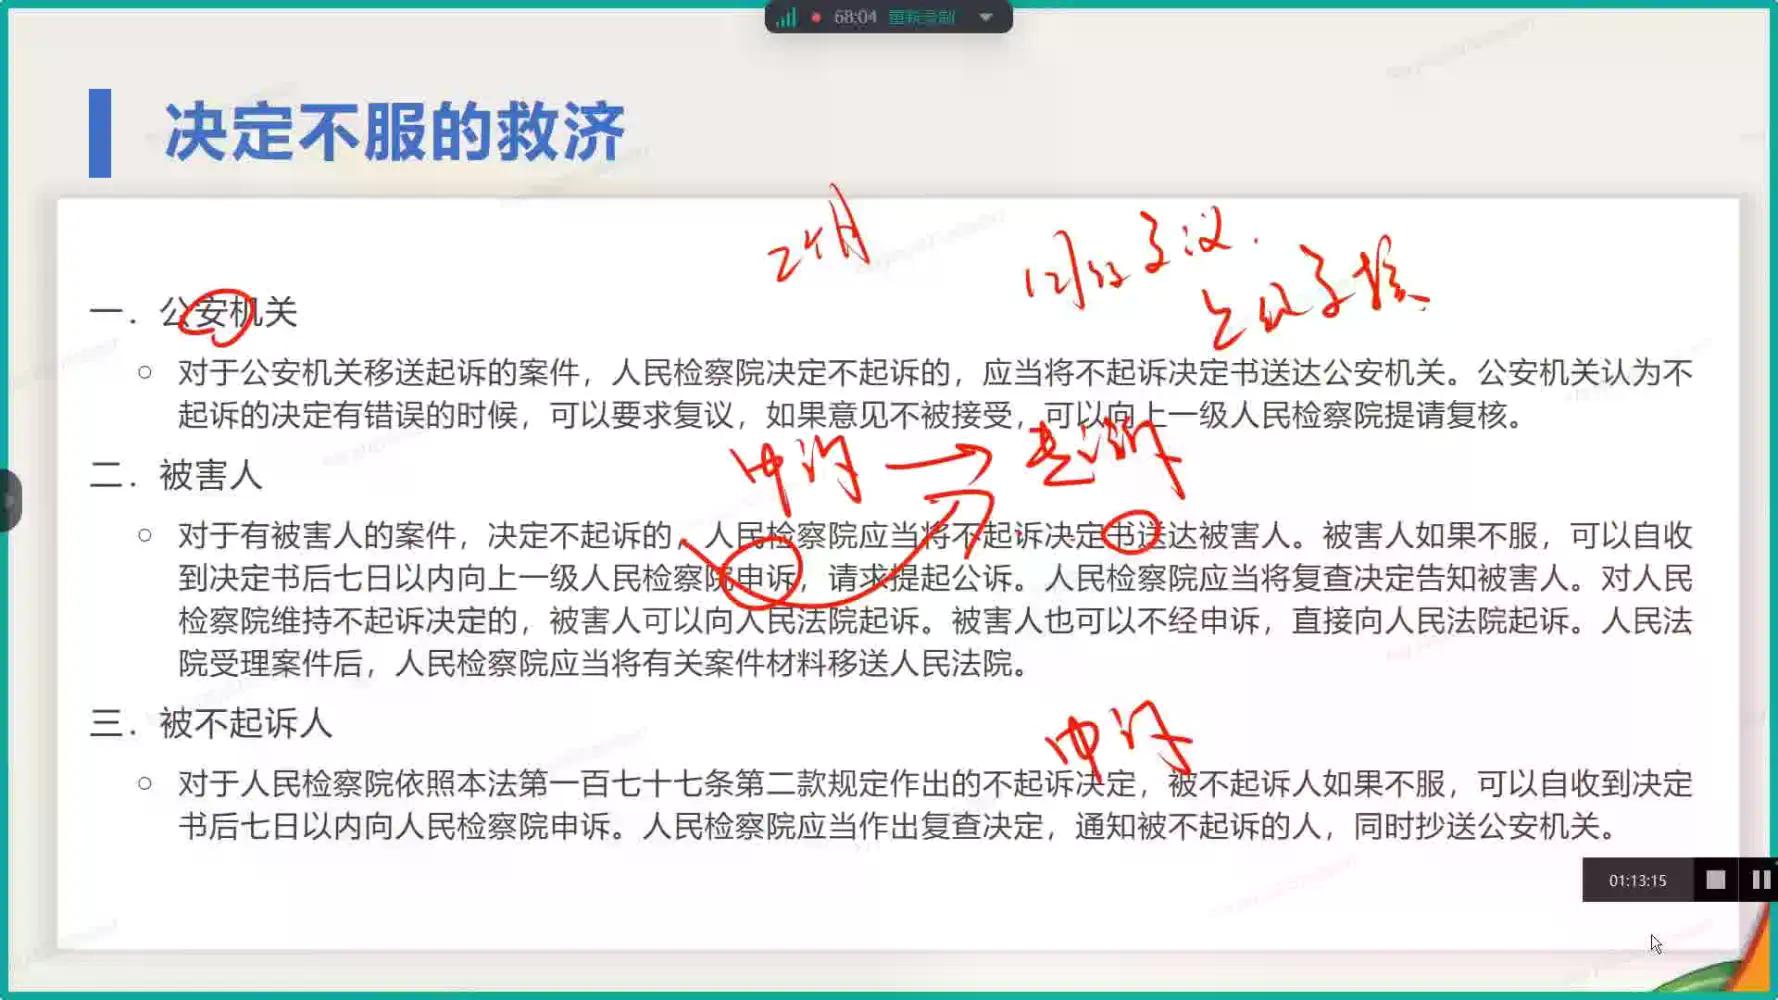 68:04 重新录制
决定不服的救济
2个月
同级复议
上级复核
一. 公安机关
○ 对于公安机关移送起诉的案件，人民检察院决定不起诉的，应当将不起诉决定书送达公安机关。公安机关认为不
起诉的决定有错误的时候，可以要求复议，如果意见不被接受，可以向上一级人民检察院提请复核。
申诉 → 起诉
二. 被害人
○ 对于有被害人的案件，决定不起诉的，人民检察院应当将不起诉决定书送达被害人。被害人如果不服，可以自收
到决定书后七日以内向上一级人民检察院申诉，请求提起公诉。人民检察院应当将复查决定告知被害人。对人民
检察院维持不起诉决定的，被害人可以向人民法院起诉。被害人也可以不经申诉，直接向人民法院起诉。人民法
院受理案件后，人民检察院应当将有关案件材料移送人民法院。
申诉
三. 被不起诉人
○ 对于人民检察院依照本法第一百七十七条第二款规定作出的不起诉决定，被不起诉人如果不服，可以自收到决定
书后七日以内向人民检察院申诉。人民检察院应当作出复查决定，通知被不起诉的人，同时抄送公安机关。
01:13:15